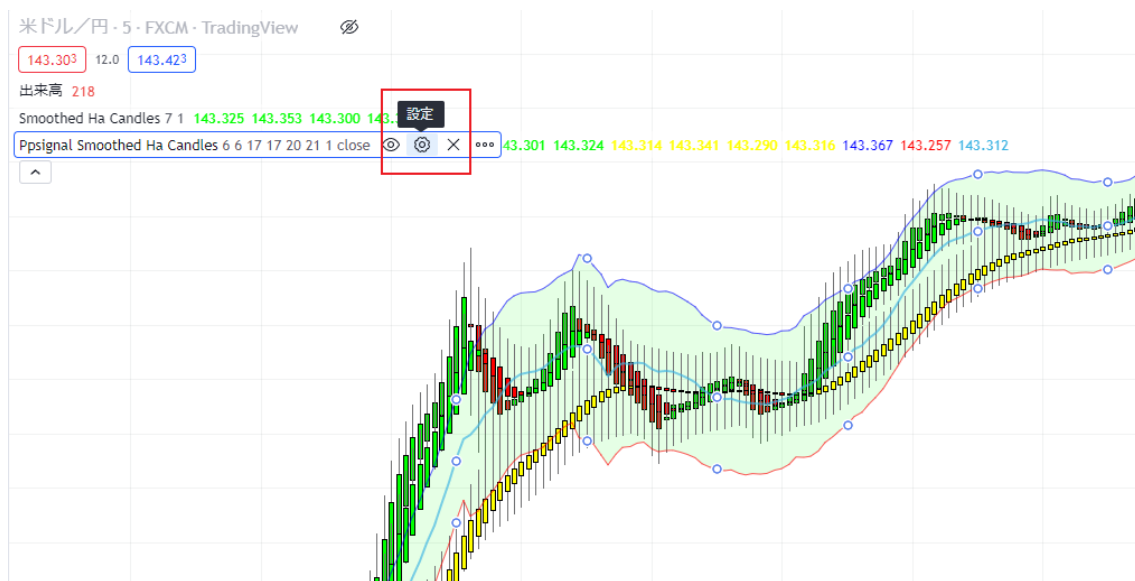 米ドル／円 · 5 · FXCM · TradingView
143.303 12.0 143.423
出来高 218
Smoothed Ha Candles 7 1 143.325 143.353 143.300
設定
Ppsignal Smoothed Ha Candles 6 6 17 17 20 21 1 close 43.301 143.324 143.314 143.341 143.290 143.316 143.367 143.257 143.312